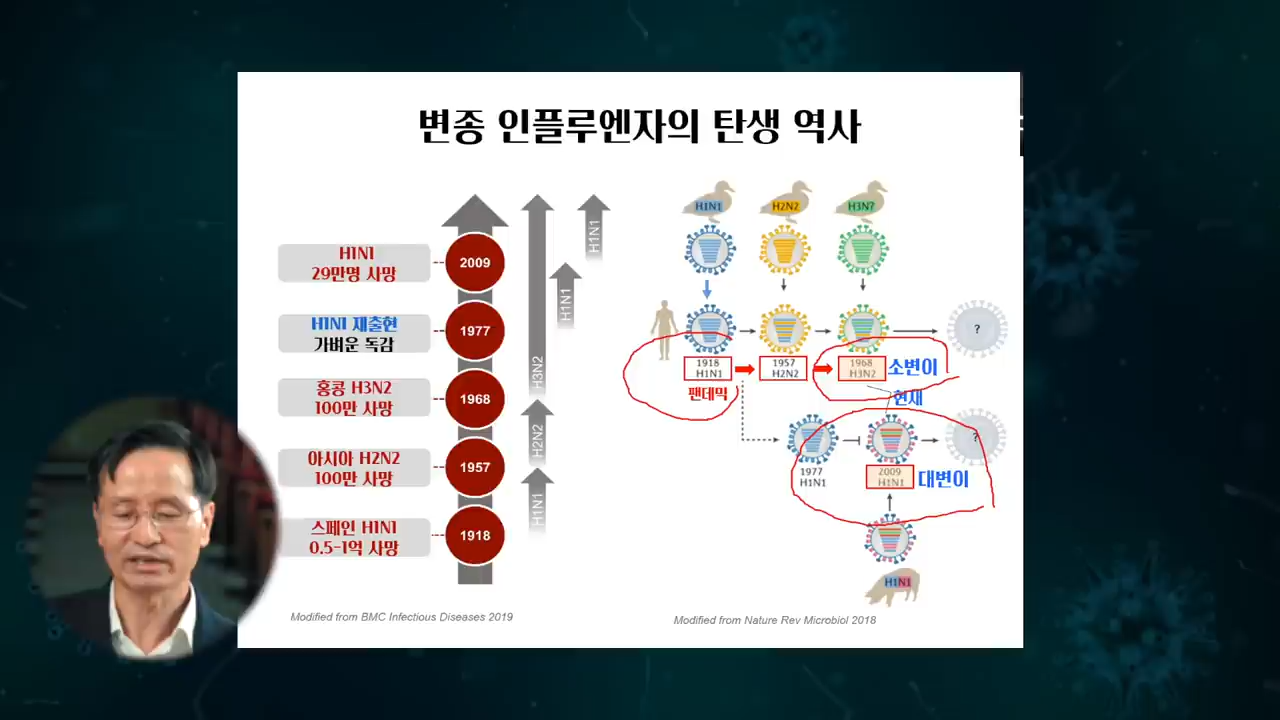 변종 인플루엔자의 탄생 역사
H1N1
29만명 사망
2009
H1N1 재출현
가벼운 독감
1977
홍콩 H3N2
100만 사망
1968
아시아 H2N2
100만 사망
1957
스페인 H1N1
0.5-1억 사망
1918
H1N1
H2N2
H3N2
H1N1
H1N1
Modified from BMC Infectious Diseases 2019
H1N1
H2N2
H3N?
?
1918
H1N1
팬데믹
1957
H2N2
1968
H3N2
소변이
현재
?
1977
H1N1
2009
H1N1
대변이
H1N1
Modified from Nature Rev Microbiol 2018